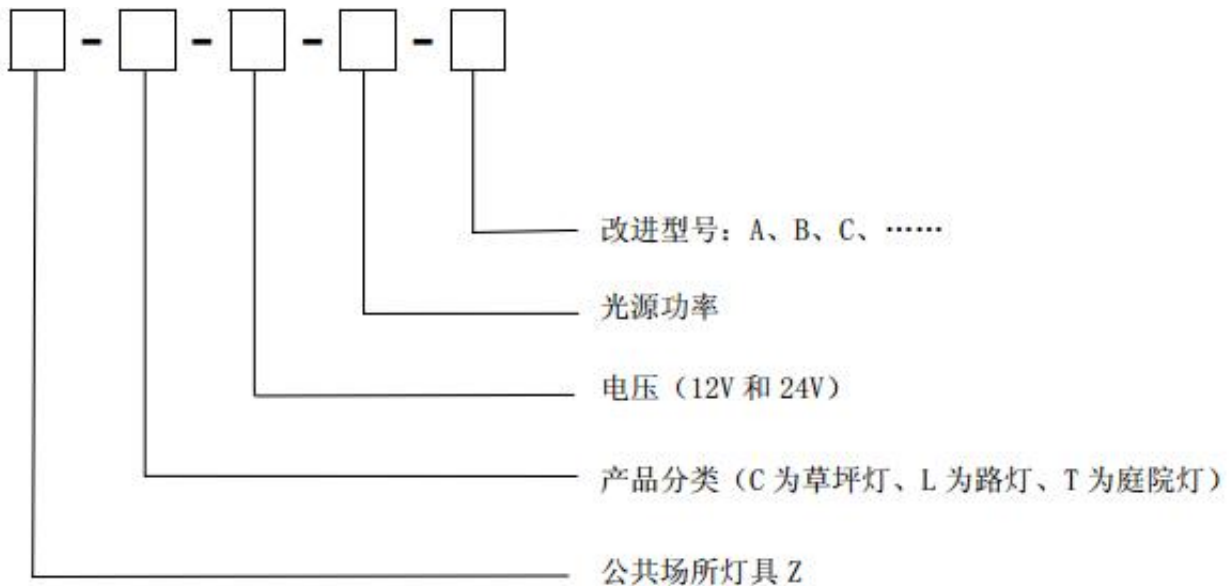 改进型号：A、B、C、……
光源功率
电压（12V 和 24V）
产品分类（C 为草坪灯、L 为路灯、T 为庭院灯）
公共场所灯具 Z